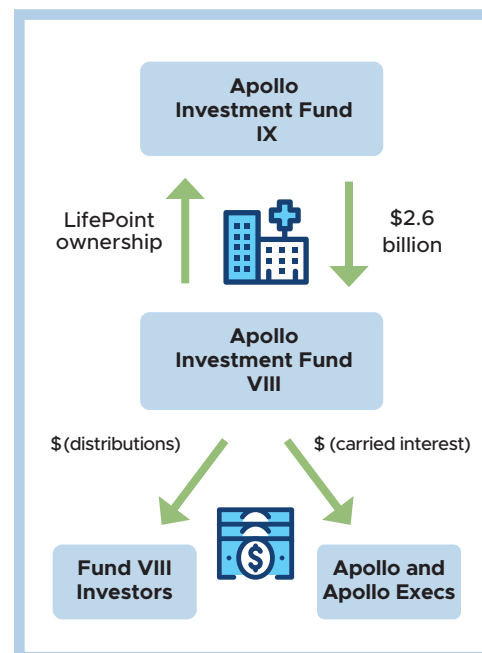 Apollo
Investment Fund
IX
LifePoint
ownership
$2.6
billion
Apollo
Investment Fund
VIII
$(distributions)
$ (carried interest)
$
Fund VIII
Investors
Apollo and
Apollo Execs